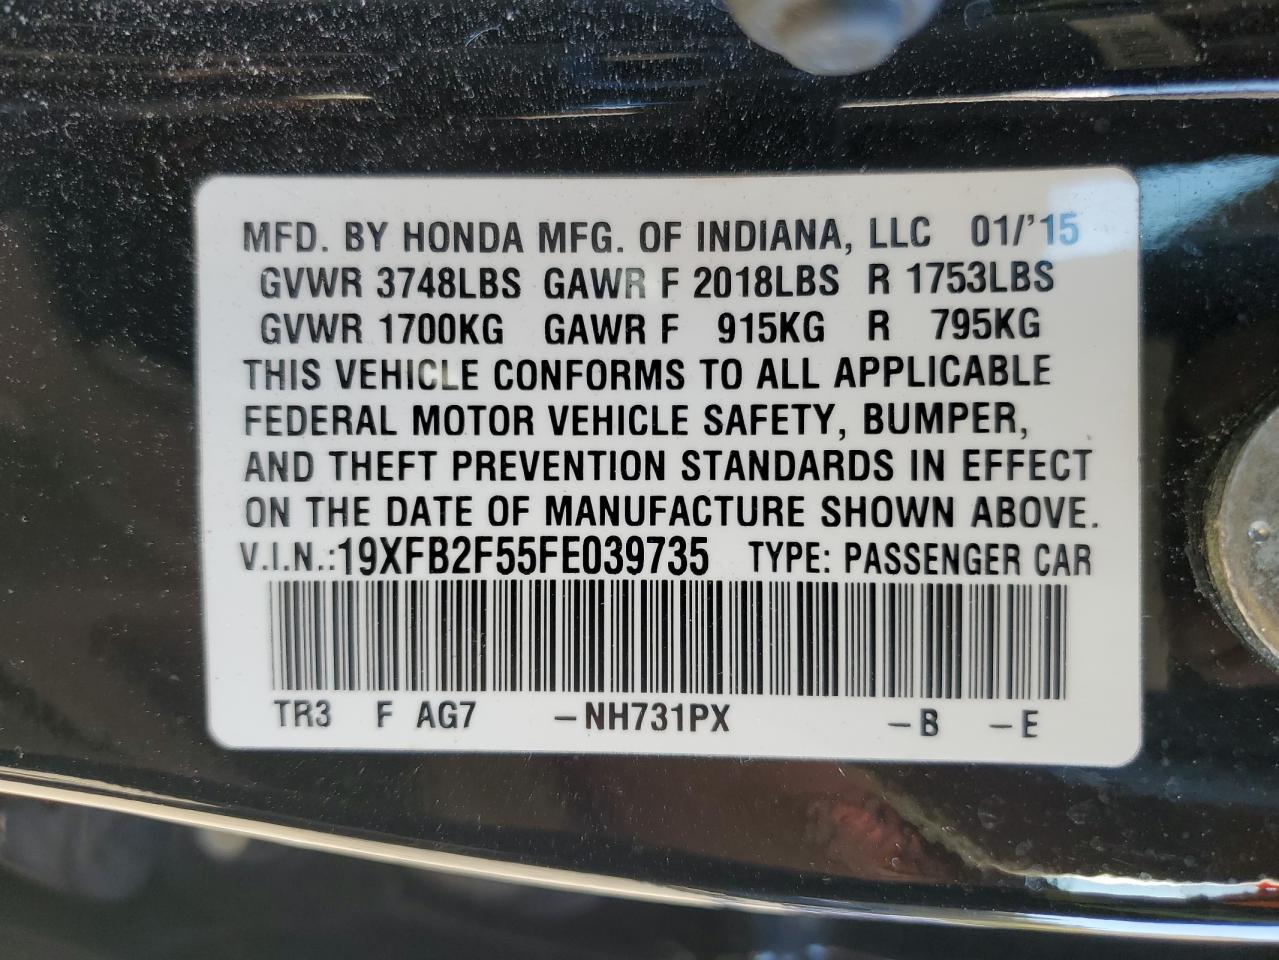 MFD. BY HONDA MFG. OF INDIANA, LLC 01/'15
GVWR 3748LBS GAWR F 2018LBS R 1753LBS
GVWR 1700KG GAWR F 915KG R 795KG
THIS VEHICLE CONFORMS TO ALL APPLICABLE
FEDERAL MOTOR VEHICLE SAFETY, BUMPER,
AND THEFT PREVENTION STANDARDS IN EFFECT
ON THE DATE OF MANUFACTURE SHOWN ABOVE.
V.I.N.:19XFB2F55FE039735 TYPE: PASSENGER CAR
TR3 F AG7 –NH731PX –B –E